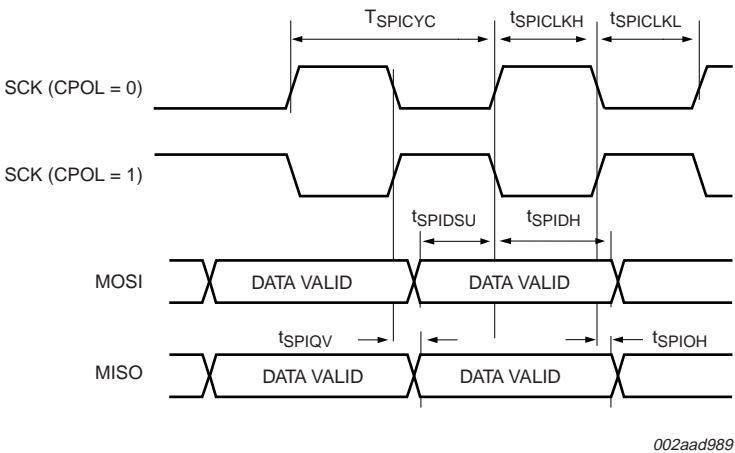 TSPICYC tSPICLKH tSPICLKL
SCK (CPOL = 0)
SCK (CPOL = 1)
tSPIDSU tSPIDH
MOSI DATA VALID DATA VALID
tSPIQV tSPIOH
MISO DATA VALID DATA VALID
002aad989